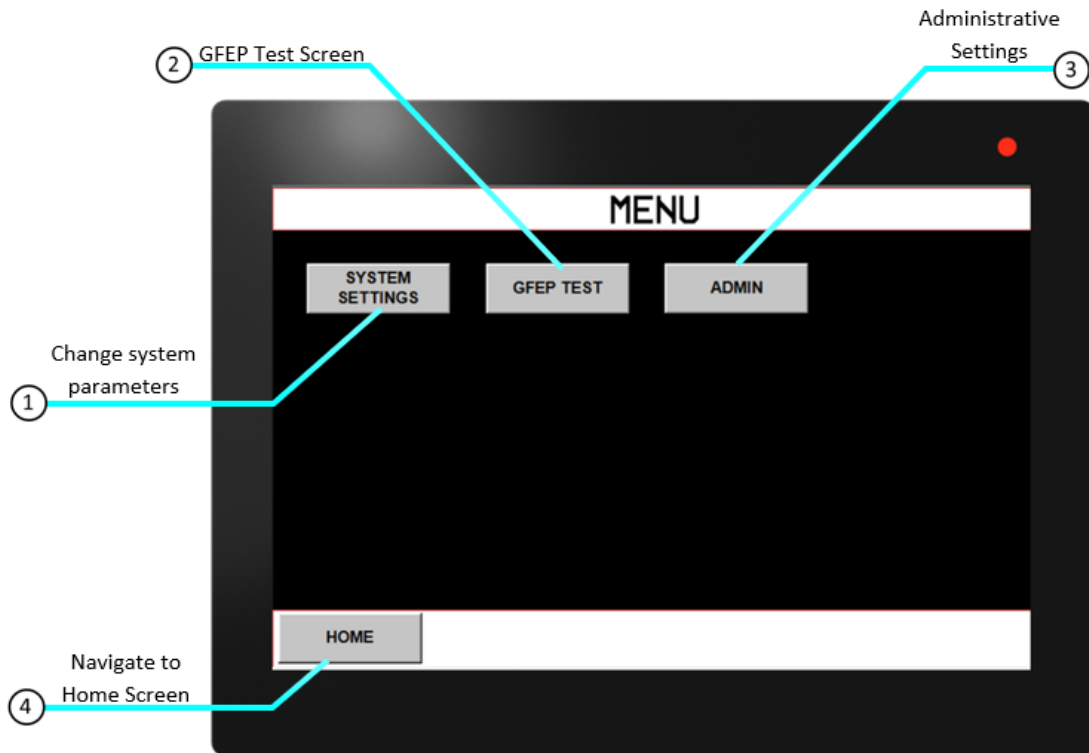 Administrative
Settings
3
2
GFEP Test Screen
MENU
SYSTEM
SETTINGS
GFEP TEST
ADMIN
Change system
parameters
1
HOME
Navigate to
Home Screen
4